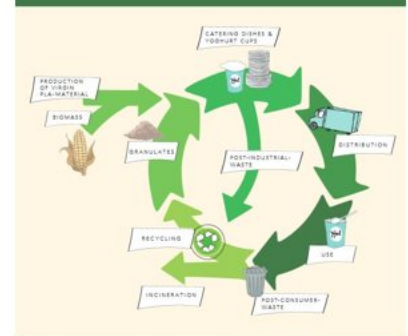 CATERING DISHES &
YOGHURT CUPS
PRODUCTION
OF VIRGIN
PLA-MATERIAL
BIOMASS
GRANULATES
POST-INDUSTRIAL-
WASTE
DISTRIBUTION
RECYCLING
USE
INCINERATION
POST-CONSUMER-
WASTE